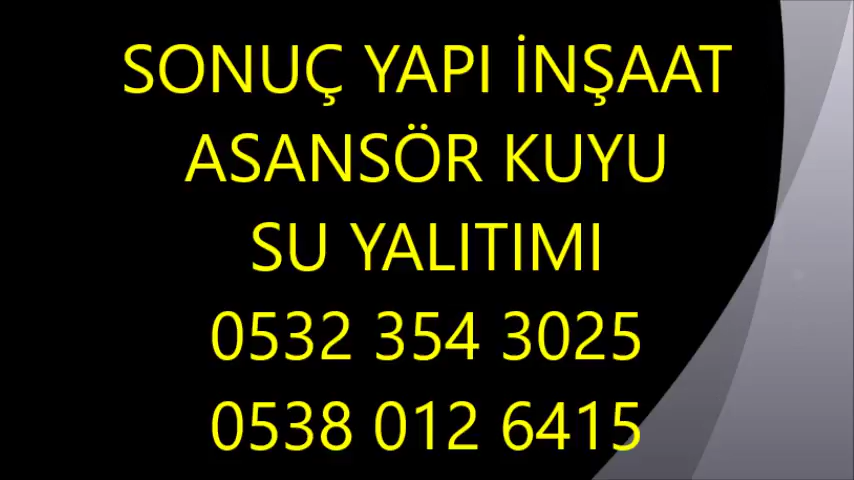 SONUÇ YAPI İNŞAAT
ASANSÖR KUYU
SU YALITIMI
0532 354 3025
0538 012 6415